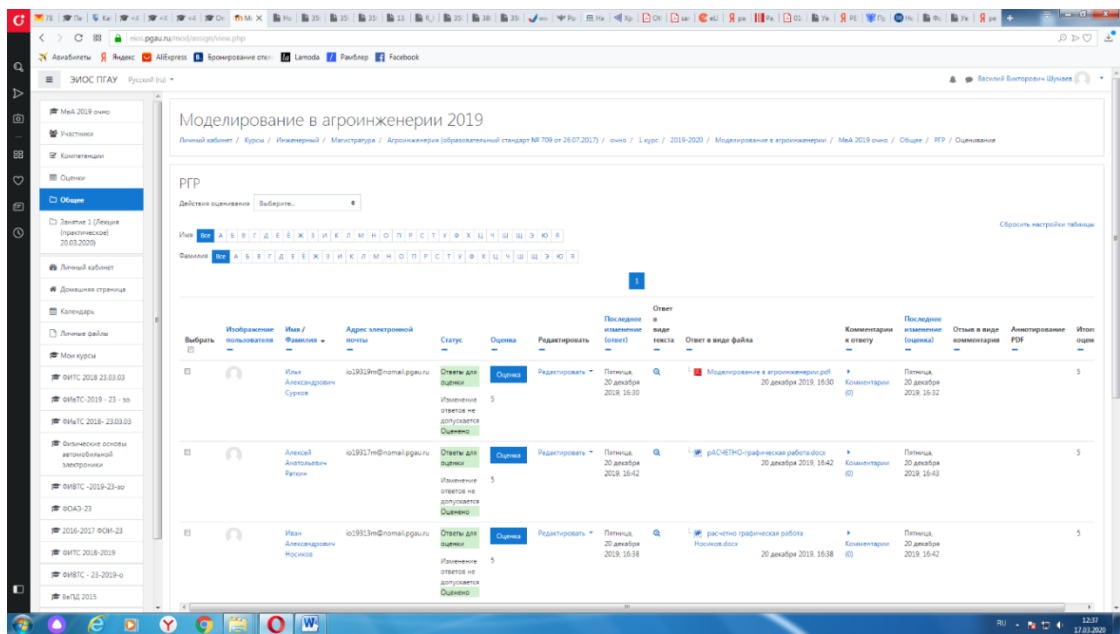 eios.pgau.ru/mod/assign/view.php
Авиабилеты Яндекс AliExpress Бронирование отел Lamoda Рамблер Facebook
ЭИОС ПГАУ Русский (ru)
Василий Викторович Шумаев
МвА 2019 очно
Участники
Компетенции
Оценки
Общее
Занятие 1 (Лекция
(практическое)
20.03.2020)
Личный кабинет
Домашняя страница
Календарь
Личные файлы
Мои курсы
ФИТС 2018 23.03.03
ФИвТС-2019 - 23 - зо
ФИвТС 2018- 23.03.03
Физические основы
автомобильной
электроники
ФИВТС -2019-23-зо
ФОАЭ-23
2016-2017 ФОИ-23
ФИТС 2018-2019
ФИВТС - 23-2019-о
ВвПД 2015
Моделирование в агроинженерии 2019
Личный кабинет / Курсы / Инженерный / Магистратура / Агроинженерия (образовательный стандарт № 709 от 26.07.2017) / очно / 1 курс / 2019-2020 / Моделирование в агроинженерии / МвА 2019 очно / Общее / РГР / Оценивание
РГР
Действия оценивания Выберите...
Сбросить настройки таблицы
Имя Все А Б В Г Д Е Ё Ж З И К Л М Н О П Р С Т У Ф Х Ц Ч Ш Щ Э Ю Я
Фамилия Все А Б В Г Д Е Ё Ж З И К Л М Н О П Р С Т У Ф Х Ц Ч Ш Щ Э Ю Я
1
Выбрать
Изображение
пользователя
Имя /
Фамилия
Адрес электронной
почты
Статус
Оценка
Редактировать
Последнее
изменение
(ответ)
Ответ
в
виде
текста
Ответ в виде файла
Комментарии
к ответу
Последнее
изменение
(оценка)
Отзыв в виде
комментария
Аннотирование
PDF
Итого
оцен
Илья
Александрович
Сурков
io19319m@nomail.pgau.ru
Ответы для
оценки
Изменение
ответов не
допускается
Оценено
Оценка
5
Редактировать
Пятница,
20 декабря
2019, 16:30
Моделирование в агроинженерии.pdf
20 декабря 2019, 16:30
Комментарии
(0)
Пятница,
20 декабря
2019, 16:32
5
Алексей
Анатольевич
Раткин
io19317m@nomail.pgau.ru
Ответы для
оценки
Изменение
ответов не
допускается
Оценено
Оценка
5
Редактировать
Пятница,
20 декабря
2019, 16:42
рАСЧЕТНО-графическая работа.docx
20 декабря 2019, 16:42
Комментарии
(0)
Пятница,
20 декабря
2019, 16:43
5
Иван
Александрович
Носиков
io19313m@nomail.pgau.ru
Ответы для
оценки
Изменение
ответов не
допускается
Оценено
Оценка
5
Редактировать
Пятница,
20 декабря
2019, 16:38
расчетно графическая работа
Носиков.docx
20 декабря 2019, 16:38
Комментарии
(0)
Пятница,
20 декабря
2019, 16:42
5
RU
12:37
17.03.2020